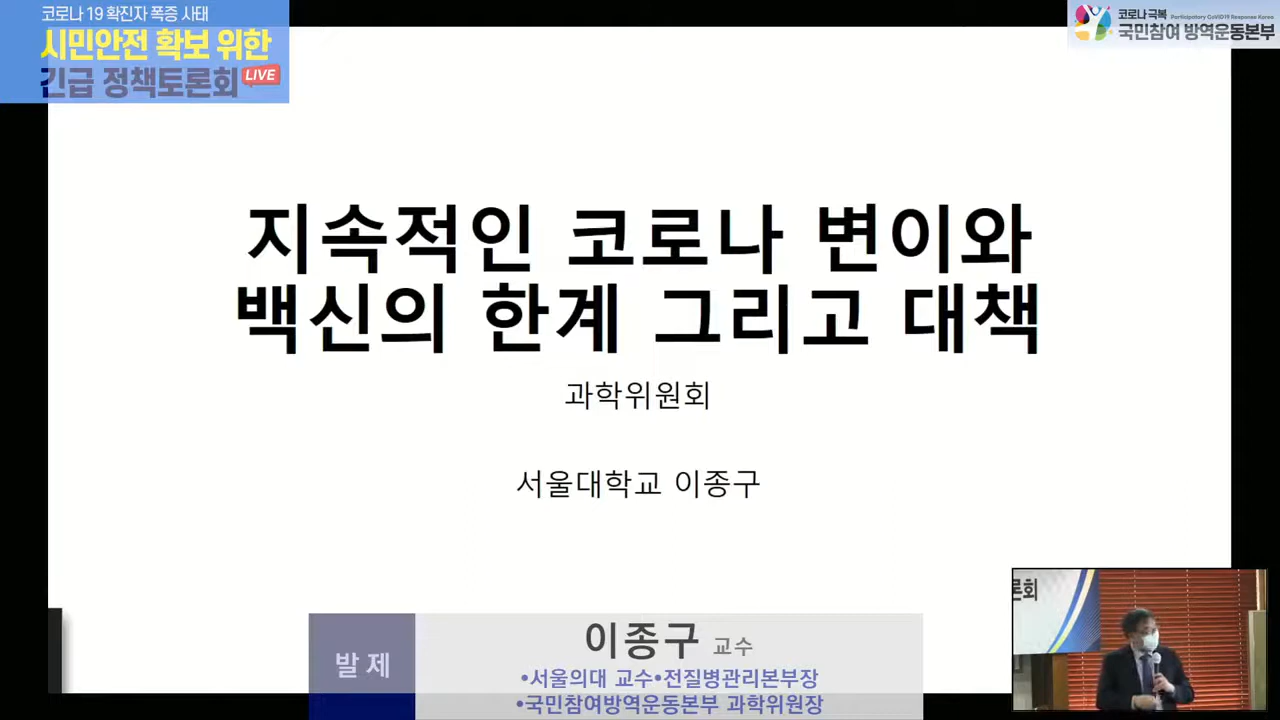 코로나 19 확진자 폭증 사태
시민안전 확보 위한
긴급 정책토론회
LIVE
코로나 극복 Participatory CoVID19 Response Korea
국민참여 방역운동본부
지속적인 코로나 변이와
백신의 한계 그리고 대책
과학위원회
서울대학교 이종구
론회
발 제
이종구 교수
•서울의대 교수•전질병관리본부장
•국민참여방역운동본부 과학위원장